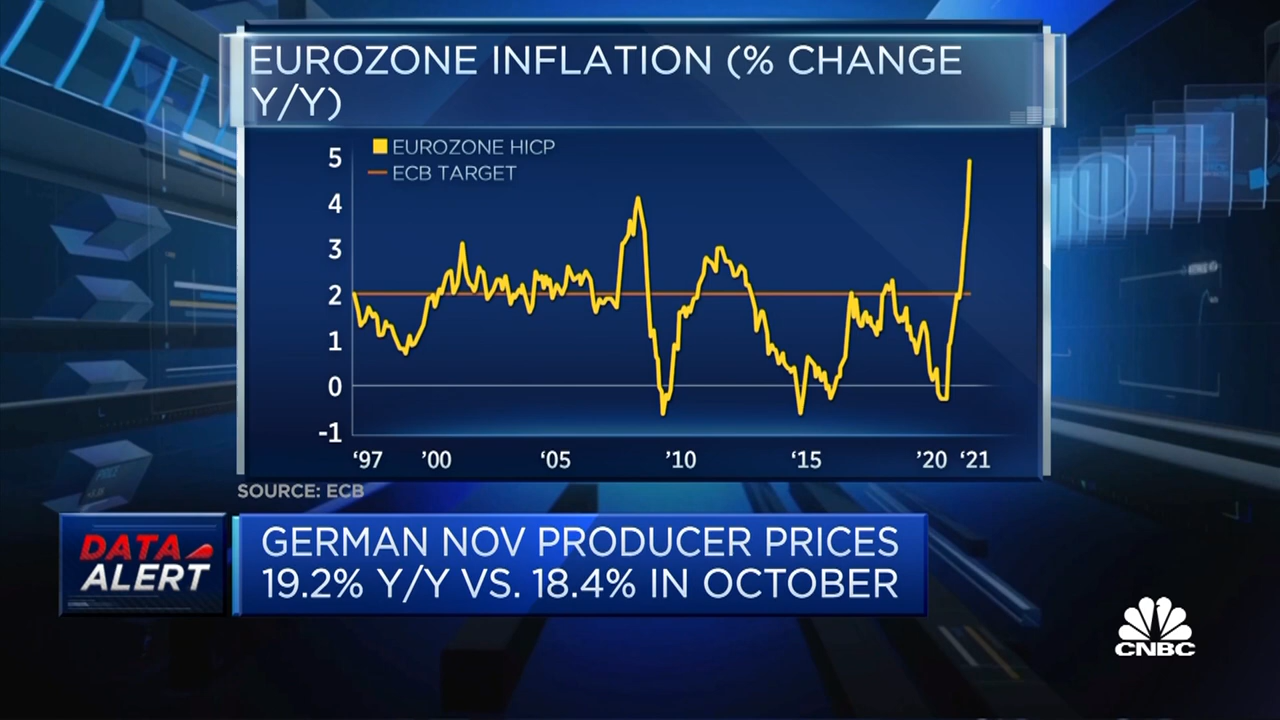 EUROZONE INFLATION (% CHANGE
Y/Y)
EUROZONE HICP
ECB TARGET
5
4
3
2
1
0
-1
‘97 ’00 ‘05 ’10 ‘15 ’20 ‘21
SOURCE: ECB
DATA
ALERT
GERMAN NOV PRODUCER PRICES
19.2% Y/Y VS. 18.4% IN OCTOBER
CNBC